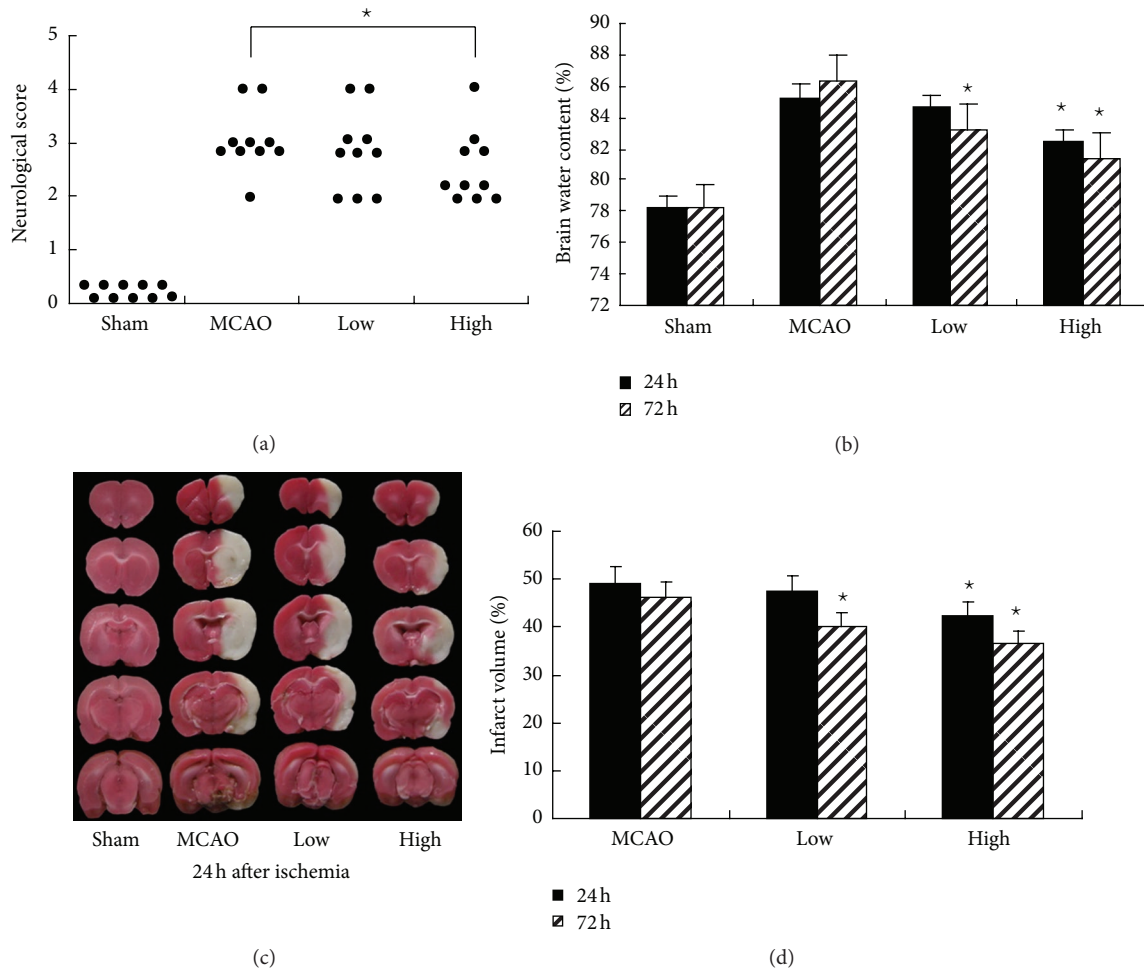 ⋆
Neurological score
5
4
3
2
1
0
Sham MCAO Low High
(a)
Brain water content (%)
90
88
86
84
82
80
78
76
74
72
⋆
⋆ ⋆
Sham MCAO Low High
24 h
72 h
(b)
Sham MCAO Low High
24 h after ischemia
(c)
Infarct volume (%)
60
50
40
30
20
10
0
⋆
⋆ ⋆
MCAO Low High
24 h
72 h
(d)